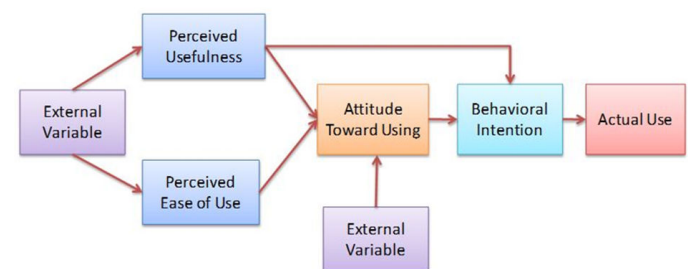 Perceived
Usefulness
External
Variable
Attitude
Toward Using
Behavioral
Intention
Actual Use
Perceived
Ease of Use
External
Variable